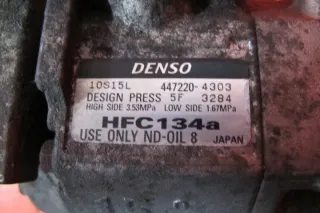 DENSO
10S15L 447220-4303
DESIGN PRESS 5F 3284
HIGH SIDE 3.53MPa LOW SIDE 1.67MPa
HFC134a
USE ONLY ND-OIL 8 JAPAN